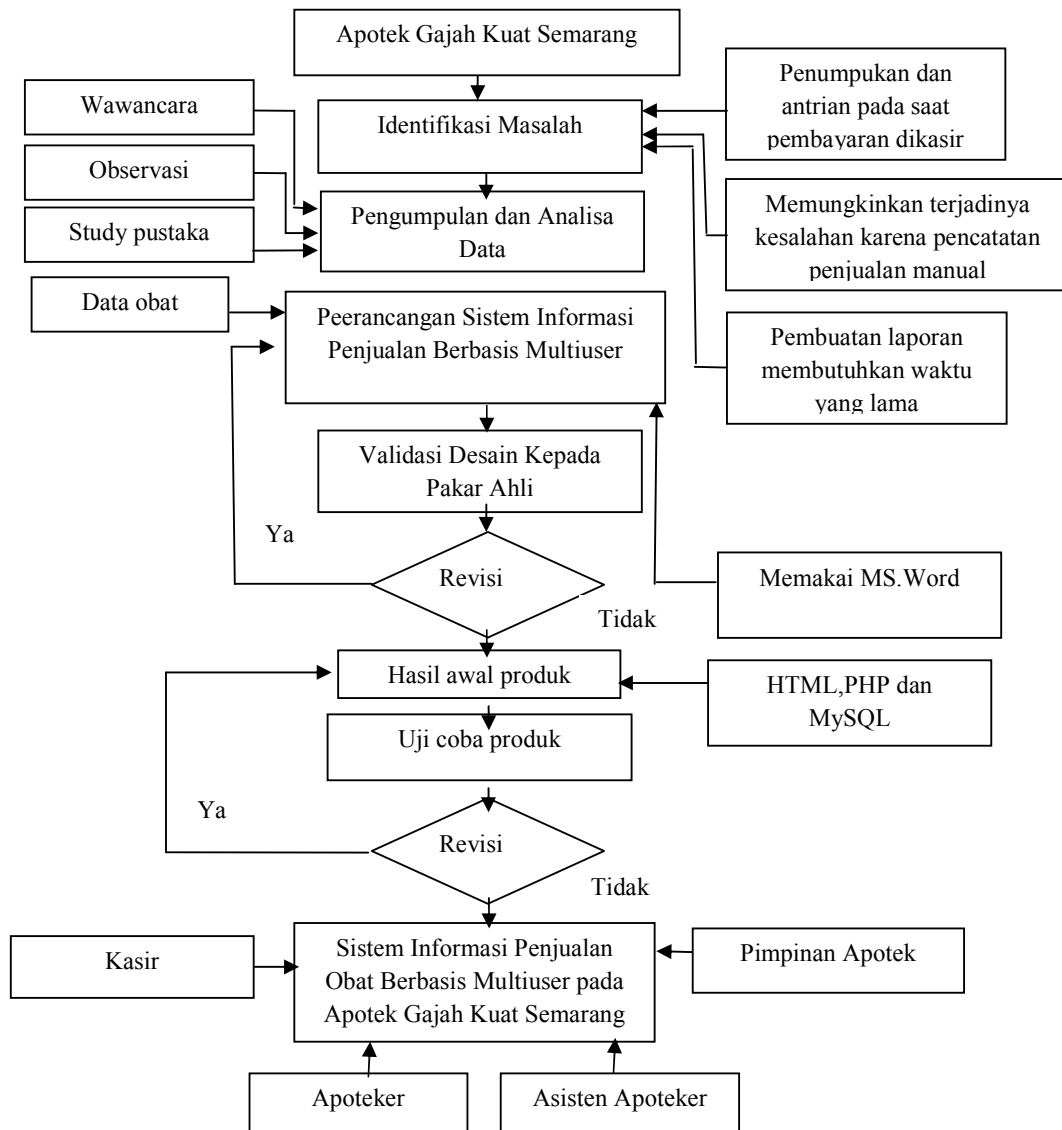 Apotek Gajah Kuat Semarang
Wawancara
Identifikasi Masalah
Penumpukan dan
antrian pada saat
pembayaran dikasir
Observasi
Study pustaka
Pengumpulan dan Analisa
Data
Memungkinkan terjadinya
kesalahan karena pencatatan
penjualan manual
Data obat
Peerancangan Sistem Informasi
Penjualan Berbasis Multiuser
Pembuatan laporan
membutuhkan waktu
yang lama
Validasi Desain Kepada
Pakar Ahli
Ya
Revisi
Memakai MS.Word
Tidak
Hasil awal produk
HTML,PHP dan
MySQL
Uji coba produk
Ya
Revisi
Tidak
Kasir
Sistem Informasi Penjualan
Obat Berbasis Multiuser pada
Apotek Gajah Kuat Semarang
Pimpinan Apotek
Apoteker
Asisten Apoteker